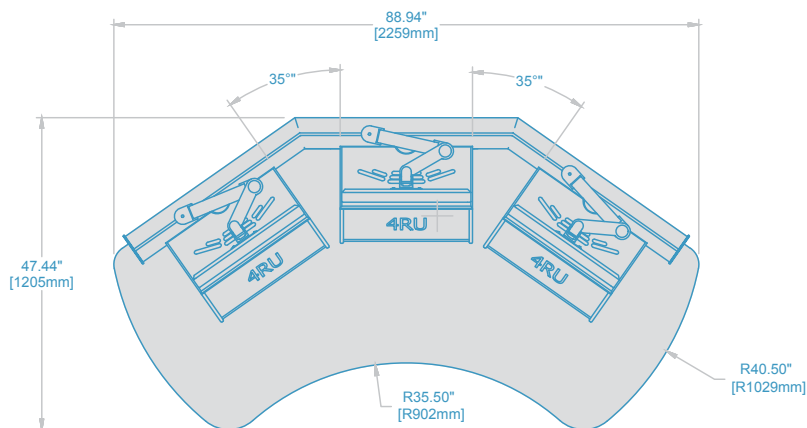 88.94"
[2259mm]
35°"
35°"
47.44"
[1205mm]
4RU
4RU
4RU
R40.50"
[R1029mm]
R35.50"
[R902mm]